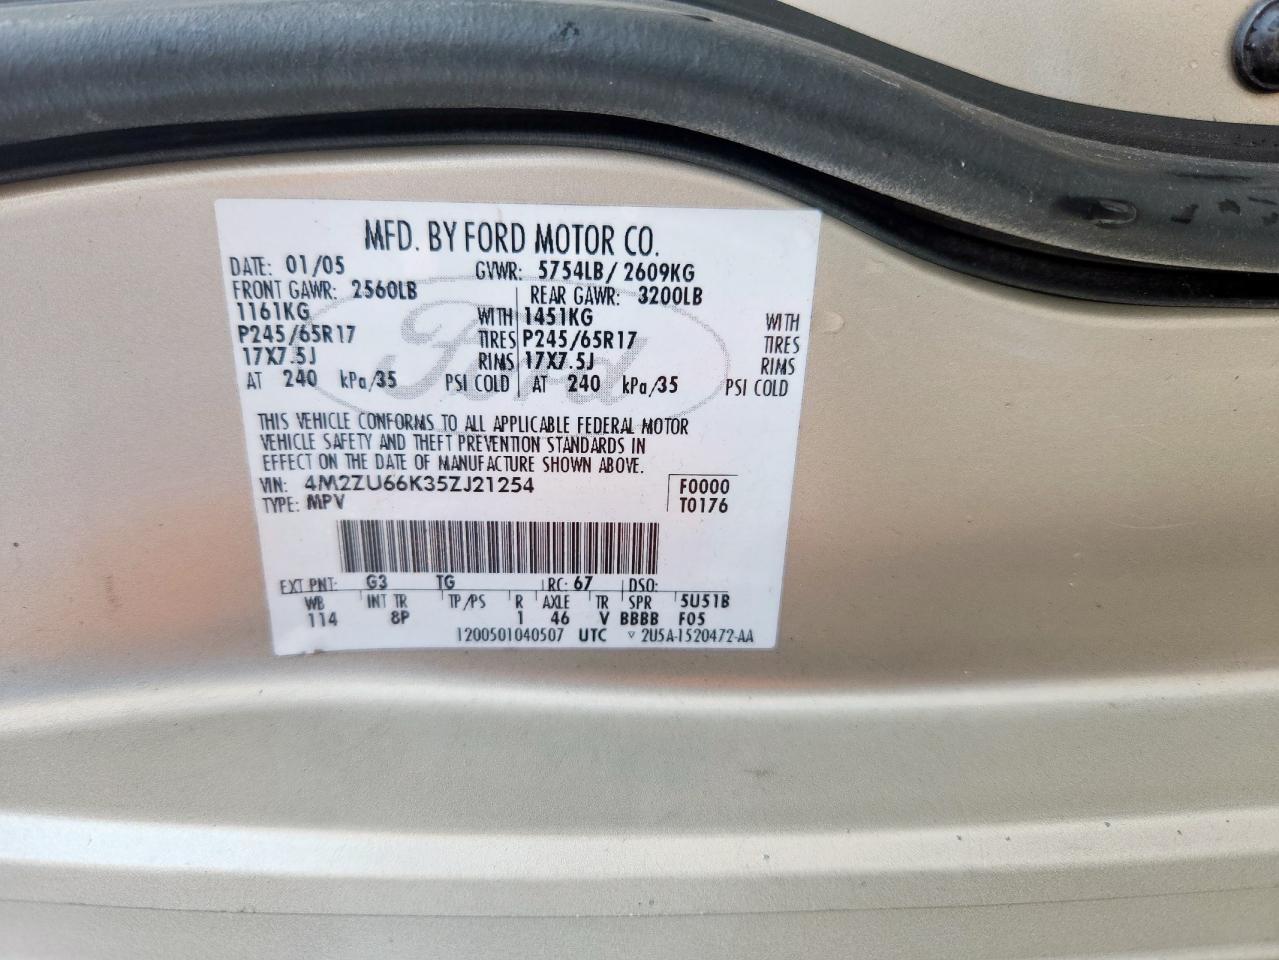 MFD. BY FORD MOTOR CO.
DATE: 01/05 GVWR: 5754LB/2609KG
FRONT GAWR: 2560LB REAR GAWR: 3200LB
1161KG WITH 1451KG WITH
P245/65R17 TIRES P245/65R17 TIRES
17X7.5J RIMS 17X7.5J RIMS
AT 240 kPa/35 PSI COLD AT 240 kPa/35 PSI COLD
Ford
THIS VEHICLE CONFORMS TO ALL APPLICABLE FEDERAL MOTOR
VEHICLE SAFETY AND THEFT PREVENTION STANDARDS IN
EFFECT ON THE DATE OF MANUFACTURE SHOWN ABOVE.
VIN: 4M2ZU66K35ZJ21254 F0000
TYPE: MPV T0176
EXT PNT: G3 TG RC: 67 DSO:
WB INT TR TP/PS R AXLE TR SPR 5U51B
114 8P 1 46 V BBBB F05
1200501040507 UTC ▽ 2U5A-1520472-AA